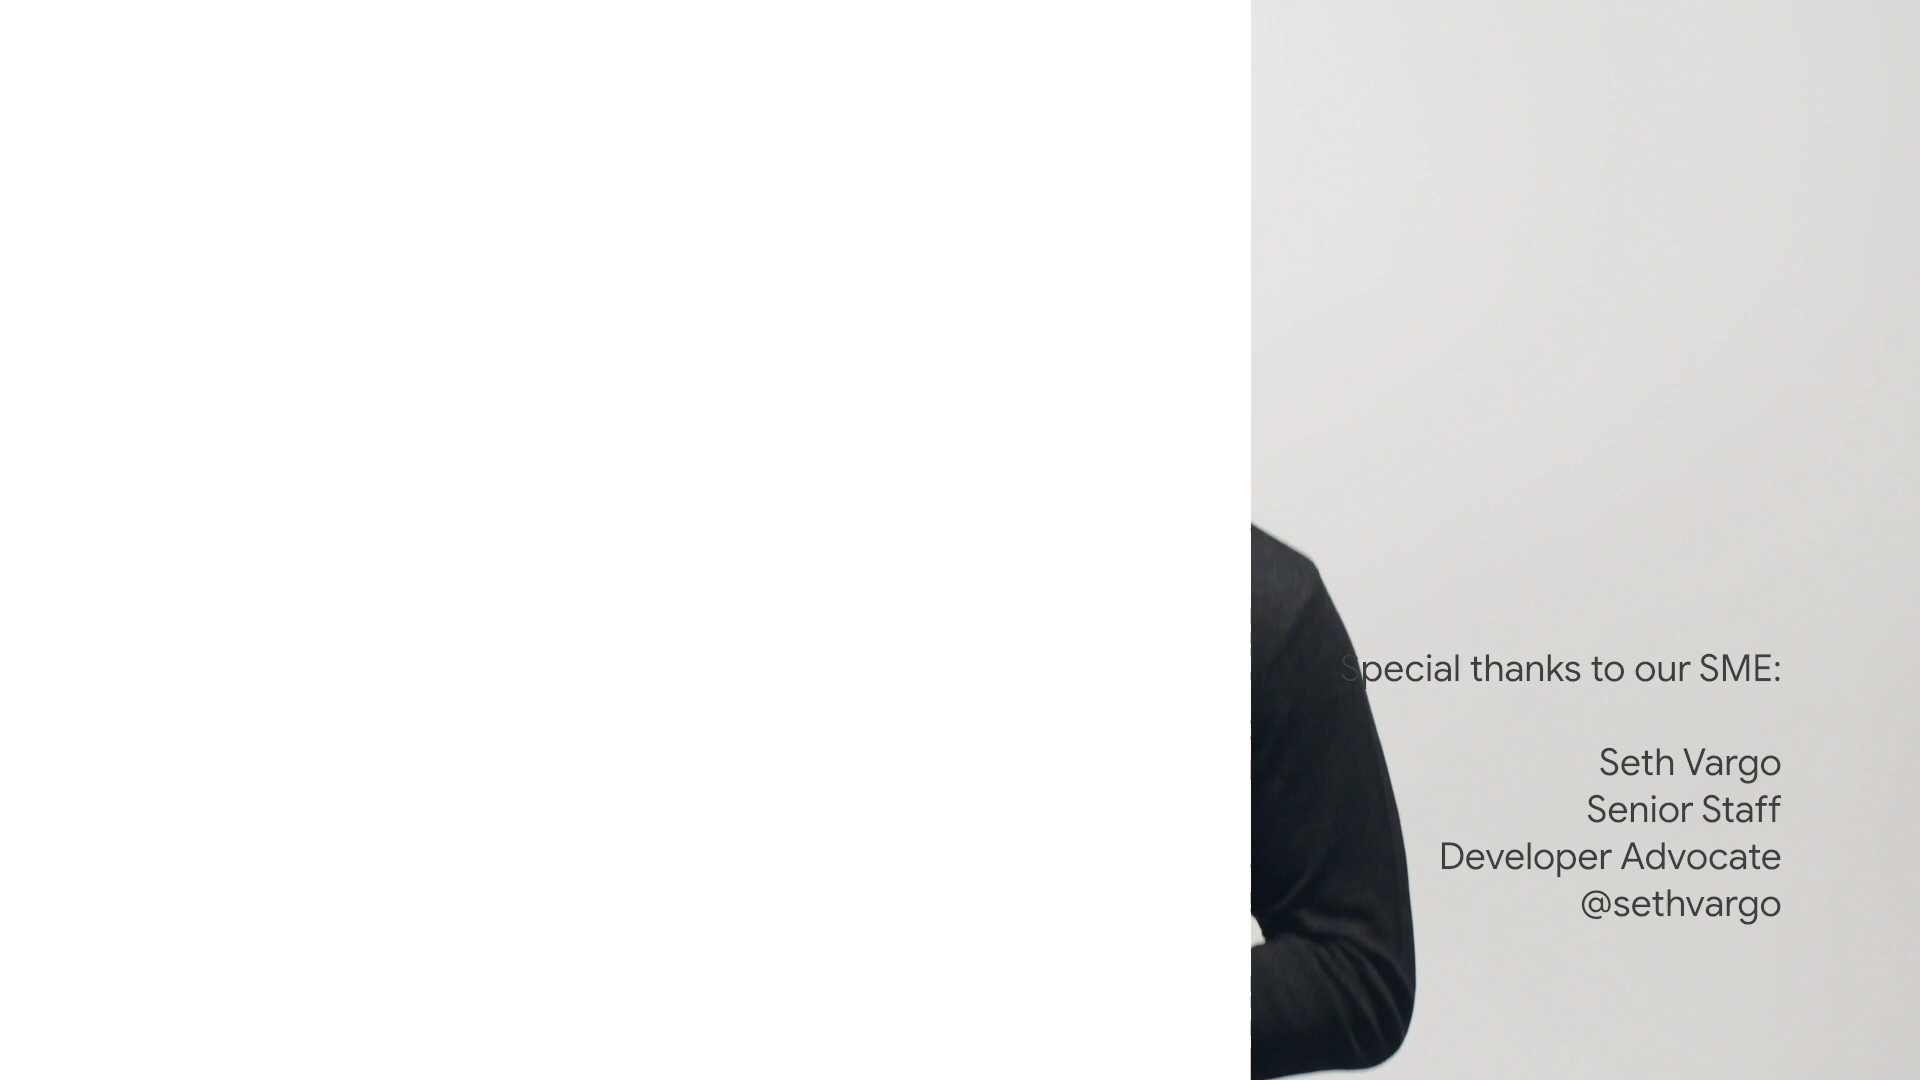 Special thanks to our SME:
Seth Vargo
Senior Staff
Developer Advocate
@sethvargo